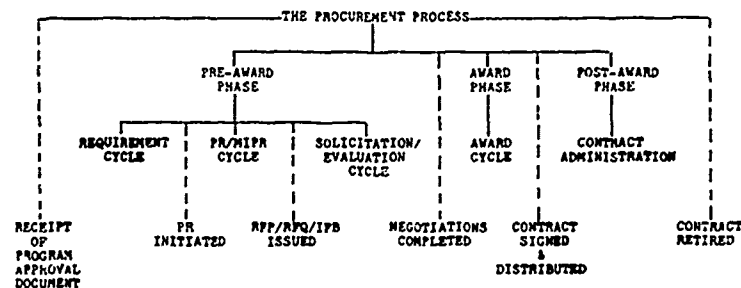 THE PROCUREMENT PROCESS
PRE-AWARD
PHASE
AWARD
PHASE
POST-AWARD
PHASE
REQUIREMENT
CYCLE
PR/MIPR
CYCLE
SOLICITATION/
EVALUATION
CYCLE
AWARD
CYCLE
CONTRACT
ADMINISTRATION
RECEIPT
OF
PROGRAM
APPROVAL
DOCUMENT
PR
INITIATED
RFP/RFQ/IFB
ISSUED
NEGOTIATIONS
COMPLETED
CONTRACT
SIGNED
&
DISTRIBUTED
CONTRACT
RETIRED